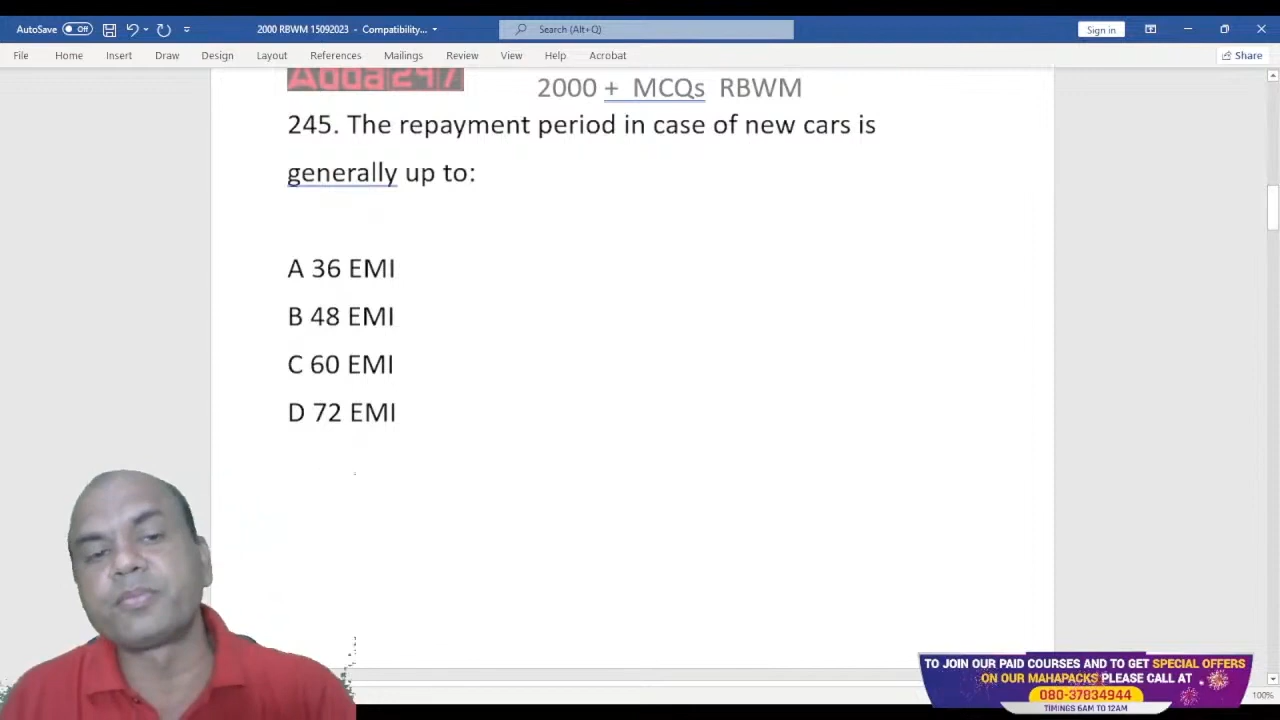 AutoSave Off 2000 RBWM 15092023 - Compatibility... Search (Alt+Q) Sign in
File Home Insert Draw Design Layout References Mailings Review View Help Acrobat Share
Adda 247
2000 + MCQs RBWM
245. The repayment period in case of new cars is
generally up to:
A 36 EMI
B 48 EMI
C 60 EMI
D 72 EMI
TO JOIN OUR PAID COURSES AND TO GET SPECIAL OFFERS
ON OUR MAHAPACKS PLEASE CALL AT
080-37834944
TIMINGS 6AM TO 12AM
100%